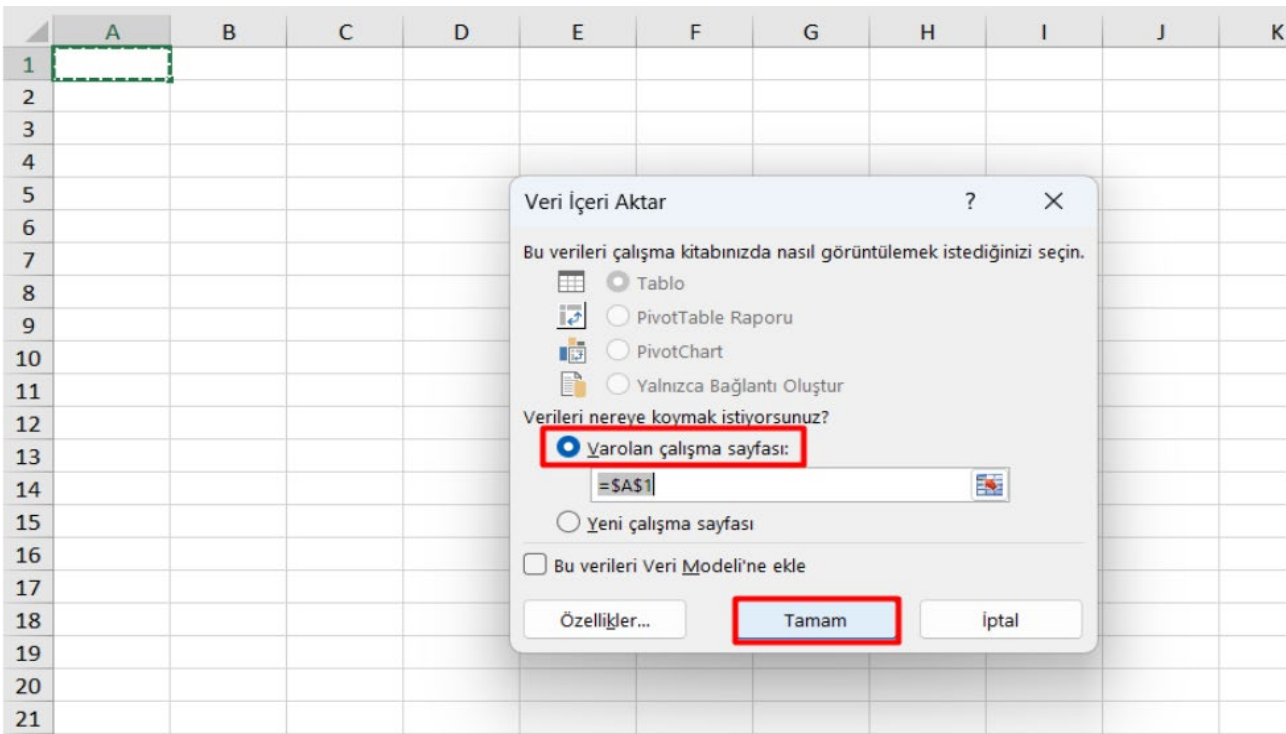 A B C D E F G H I J K
1
2
3
4
5
Veri İçeri Aktar ? ×
6
Bu verileri çalışma kitabınızda nasıl görüntülemek istediğinizi seçin.
7
8
Tablo
9
PivotTable Raporu
10
PivotChart
11
Yalnızca Bağlantı Oluştur
12
Verileri nereye koymak istiyorsunuz?
13
Varolan çalışma sayfası:
14
=$A$1
15
Yeni çalışma sayfası
16
Bu verileri Veri Modeli'ne ekle
17
18
Özellikler... Tamam İptal
19
20
21